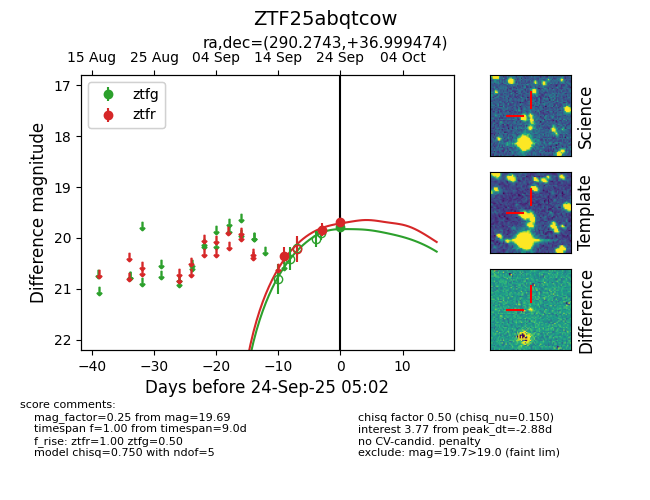 ZTF25abqtcow
ra,dec=(290.2743,+36.999474)
15 Aug 25 Aug 04 Sep 14 Sep 24 Sep 04 Oct
ztfg
ztfr
17
18
19
20
21
22
Difference magnitude
−40 −30 −20 −10 0 10
Days before 24-Sep-25 05:02
Science
Template
Difference
score comments:
mag_factor=0.25 from mag=19.69
timespan f=1.00 from timespan=9.0d
f_rise: ztfr=1.00 ztfg=0.50
model chisq=0.750 with ndof=5
chisq factor 0.50 (chisq_nu=0.150)
interest 3.77 from peak_dt=-2.88d
no CV-candid. penalty
exclude: mag=19.7>19.0 (faint lim)